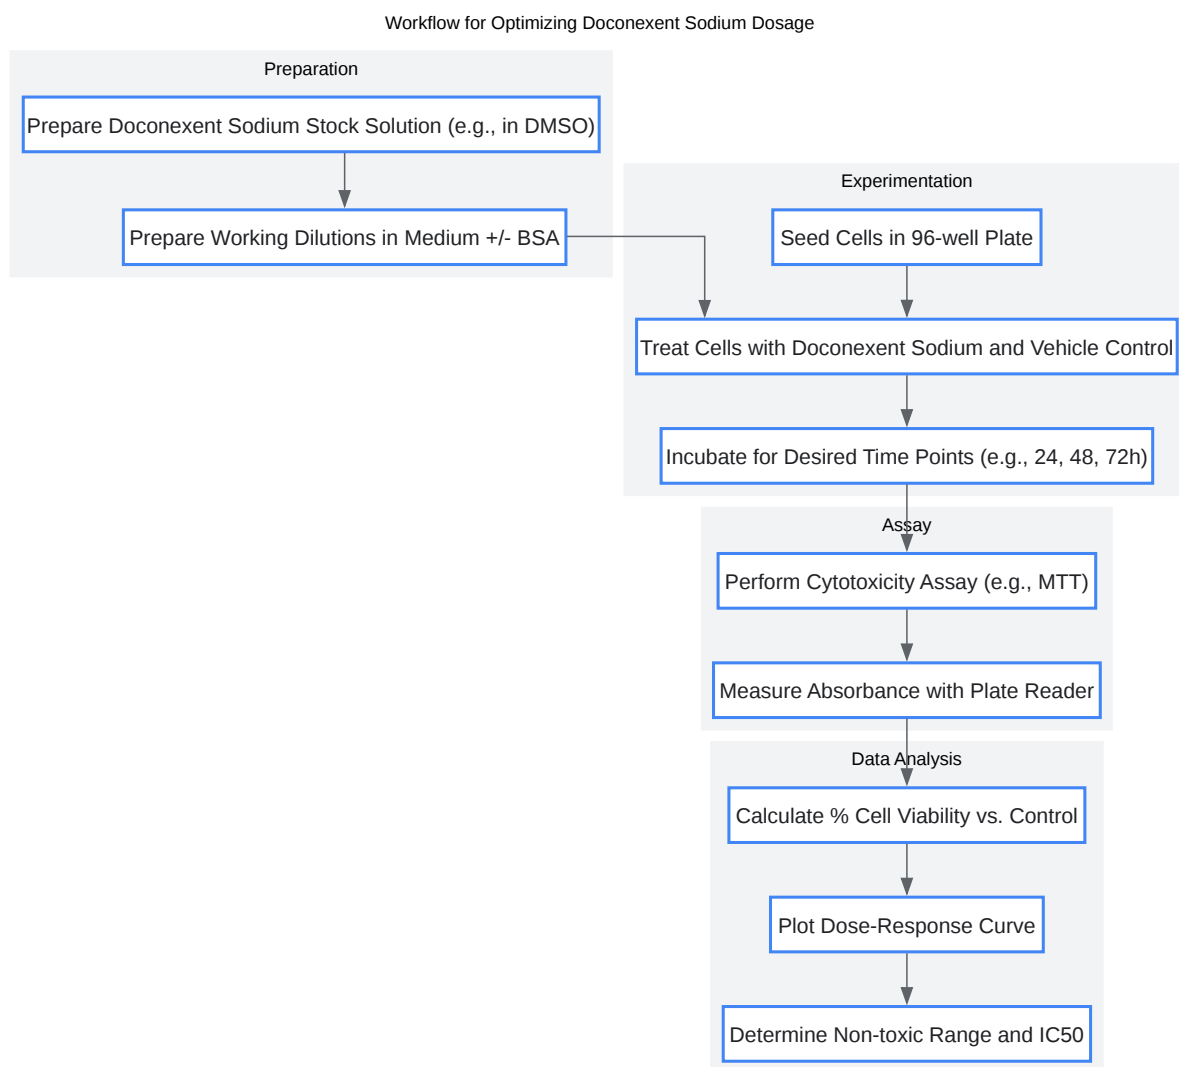 Workflow for Optimizing Doconexent Sodium Dosage
Preparation
Prepare Doconexent Sodium Stock Solution (e.g., in DMSO)
Prepare Working Dilutions in Medium +/- BSA
Experimentation
Seed Cells in 96-well Plate
Treat Cells with Doconexent Sodium and Vehicle Control
Incubate for Desired Time Points (e.g., 24, 48, 72h)
Assay
Perform Cytotoxicity Assay (e.g., MTT)
Measure Absorbance with Plate Reader
Data Analysis
Calculate % Cell Viability vs. Control
Plot Dose-Response Curve
Determine Non-toxic Range and IC50